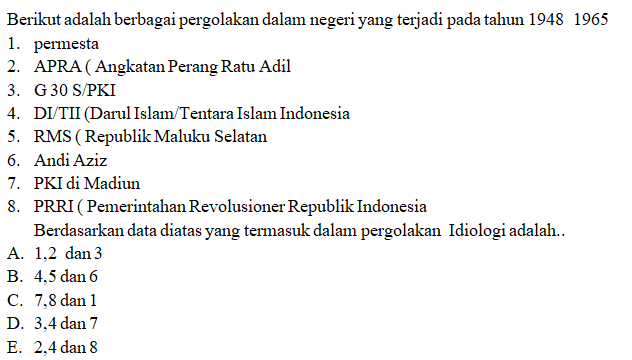 Berikut adalah berbagai pergolakan dalam negeri yang terjadi pada tahun 1948 1965
1. permesta
2. APRA ( Angkatan Perang Ratu Adil
3. G 30 S/PKI
4. DI/TII (Darul Islam/Tentara Islam Indonesia
5. RMS ( Republik Maluku Selatan
6. Andi Aziz
7. PKI di Madiun
8. PRRI ( Pemerintahan Revolusioner Republik Indonesia
Berdasarkan data diatas yang termasuk dalam pergolakan Idiologi adalah..
A. 1,2 dan 3
B. 4,5 dan 6
C. 7,8 dan 1
D. 3,4 dan 7
E. 2,4 dan 8